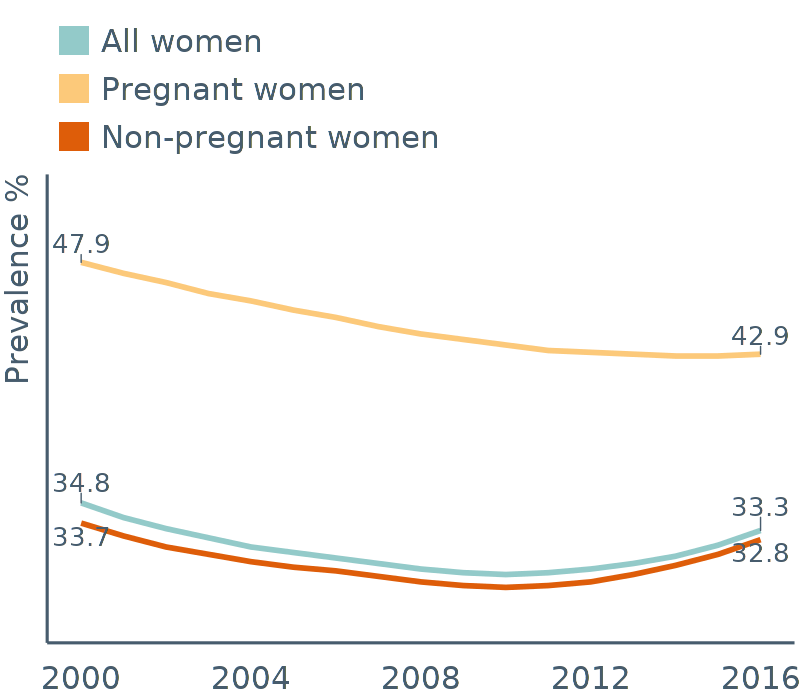 All women
Pregnant women
Non-pregnant women
Prevalence %
47.9
42.9
34.8
33.3
33.7
32.8
2000 2004 2008 2012 2016